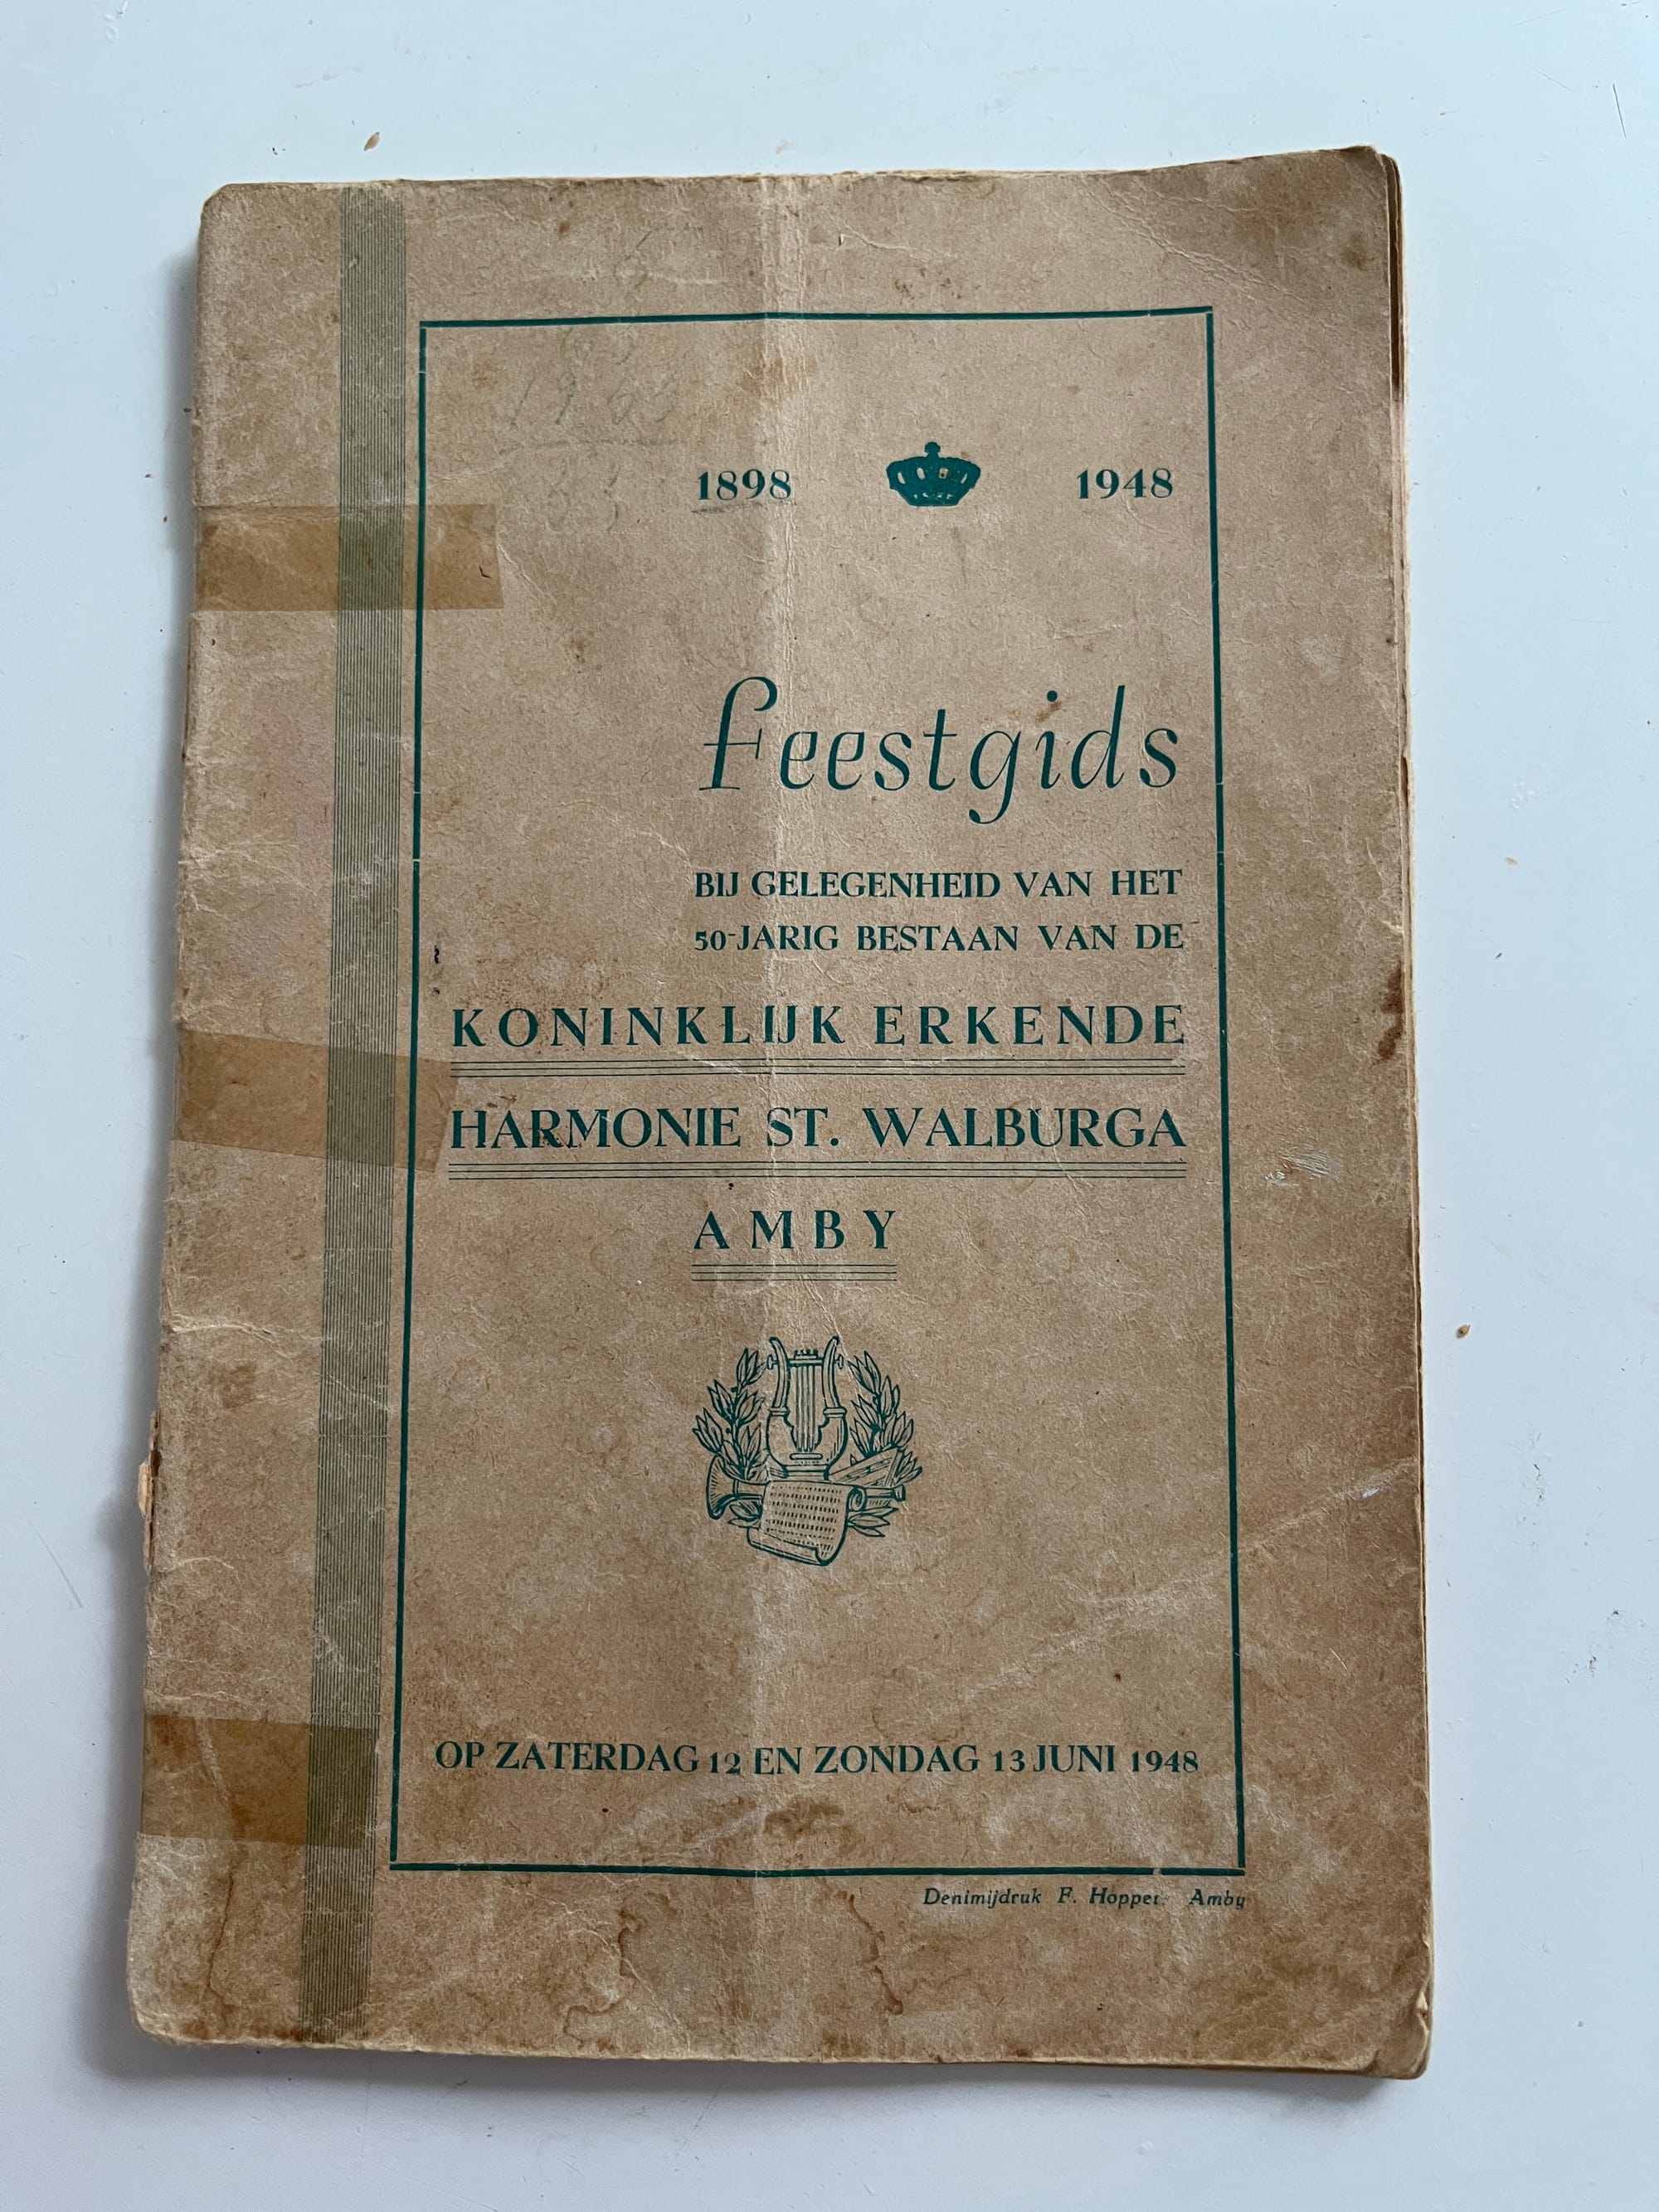 1898 1948
feestgids
BIJ GELEGENHEID VAN HET
50-JARIG BESTAAN VAN DE
KONINKLIJK ERKENDE
HARMONIE ST. WALBURGA
AMBY
OP ZATERDAG 12 EN ZONDAG 13 JUNI 1948
Denimijdruk F. Amby